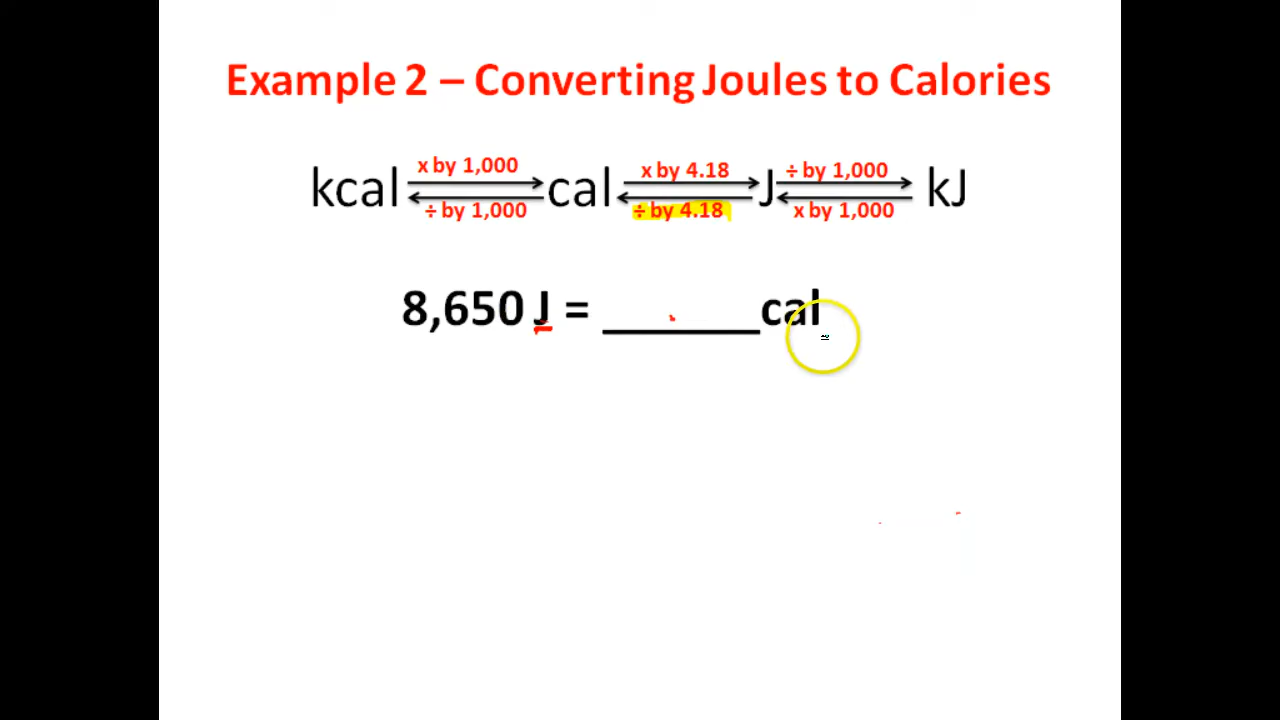 Example 2 – Converting Joules to Calories
x by 1,000 x by 4.18 ÷ by 1,000
kcal cal J kJ
÷ by 1,000 ÷ by 4.18 x by 1,000
8,650 J = ______cal